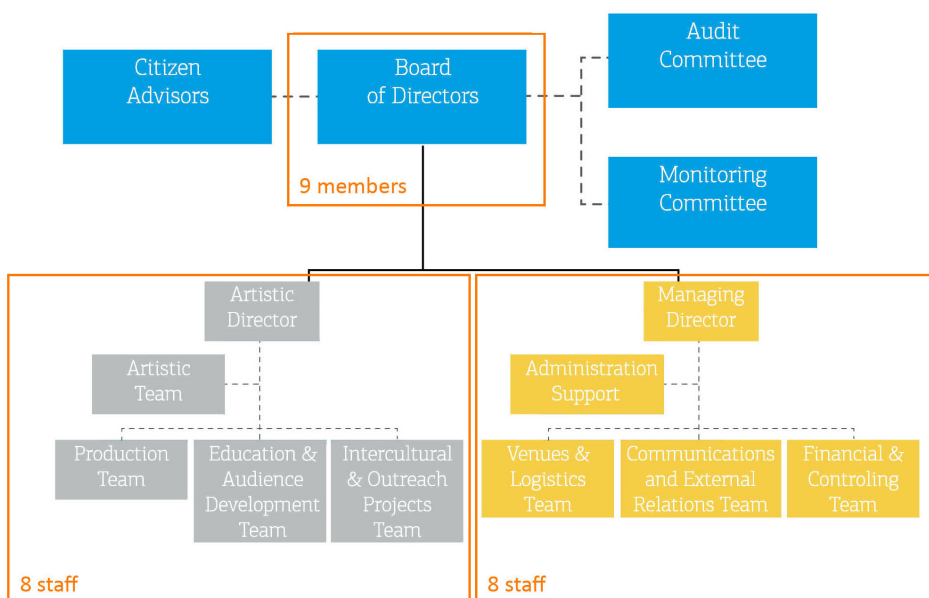 Citizen
Advisors
Board
of Directors
9 members
Audit
Committee
Monitoring
Committee
Artistic
Director
Artistic
Team
Production
Team
Education &
Audience
Development
Team
Intercultural
& Outreach
Projects
Team
8 staff
Managing
Director
Administration
Support
Venues &
Logistics
Team
Communications
and External
Relations Team
Financial &
Controling
Team
8 staff